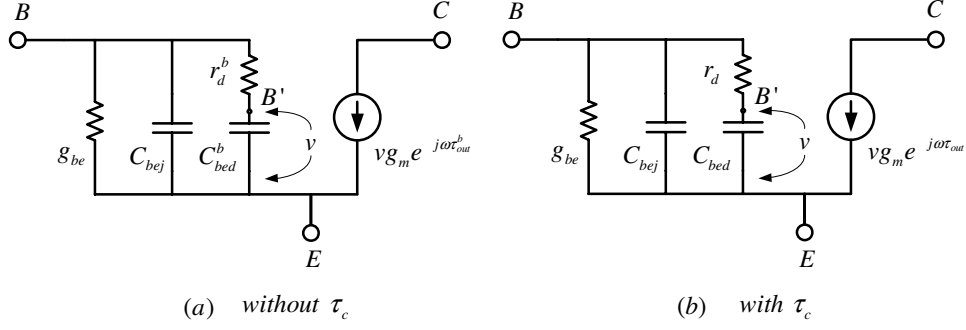 B
C
r_d^b
B'
g_be
C_bej
C_bed^b
v
vg_m e^{jωτ_out^b}
E
(a) without τ_c
B
C
r_d
B'
g_be
C_bej
C_bed
v
vg_m e^{jωτ_out}
E
(b) with τ_c